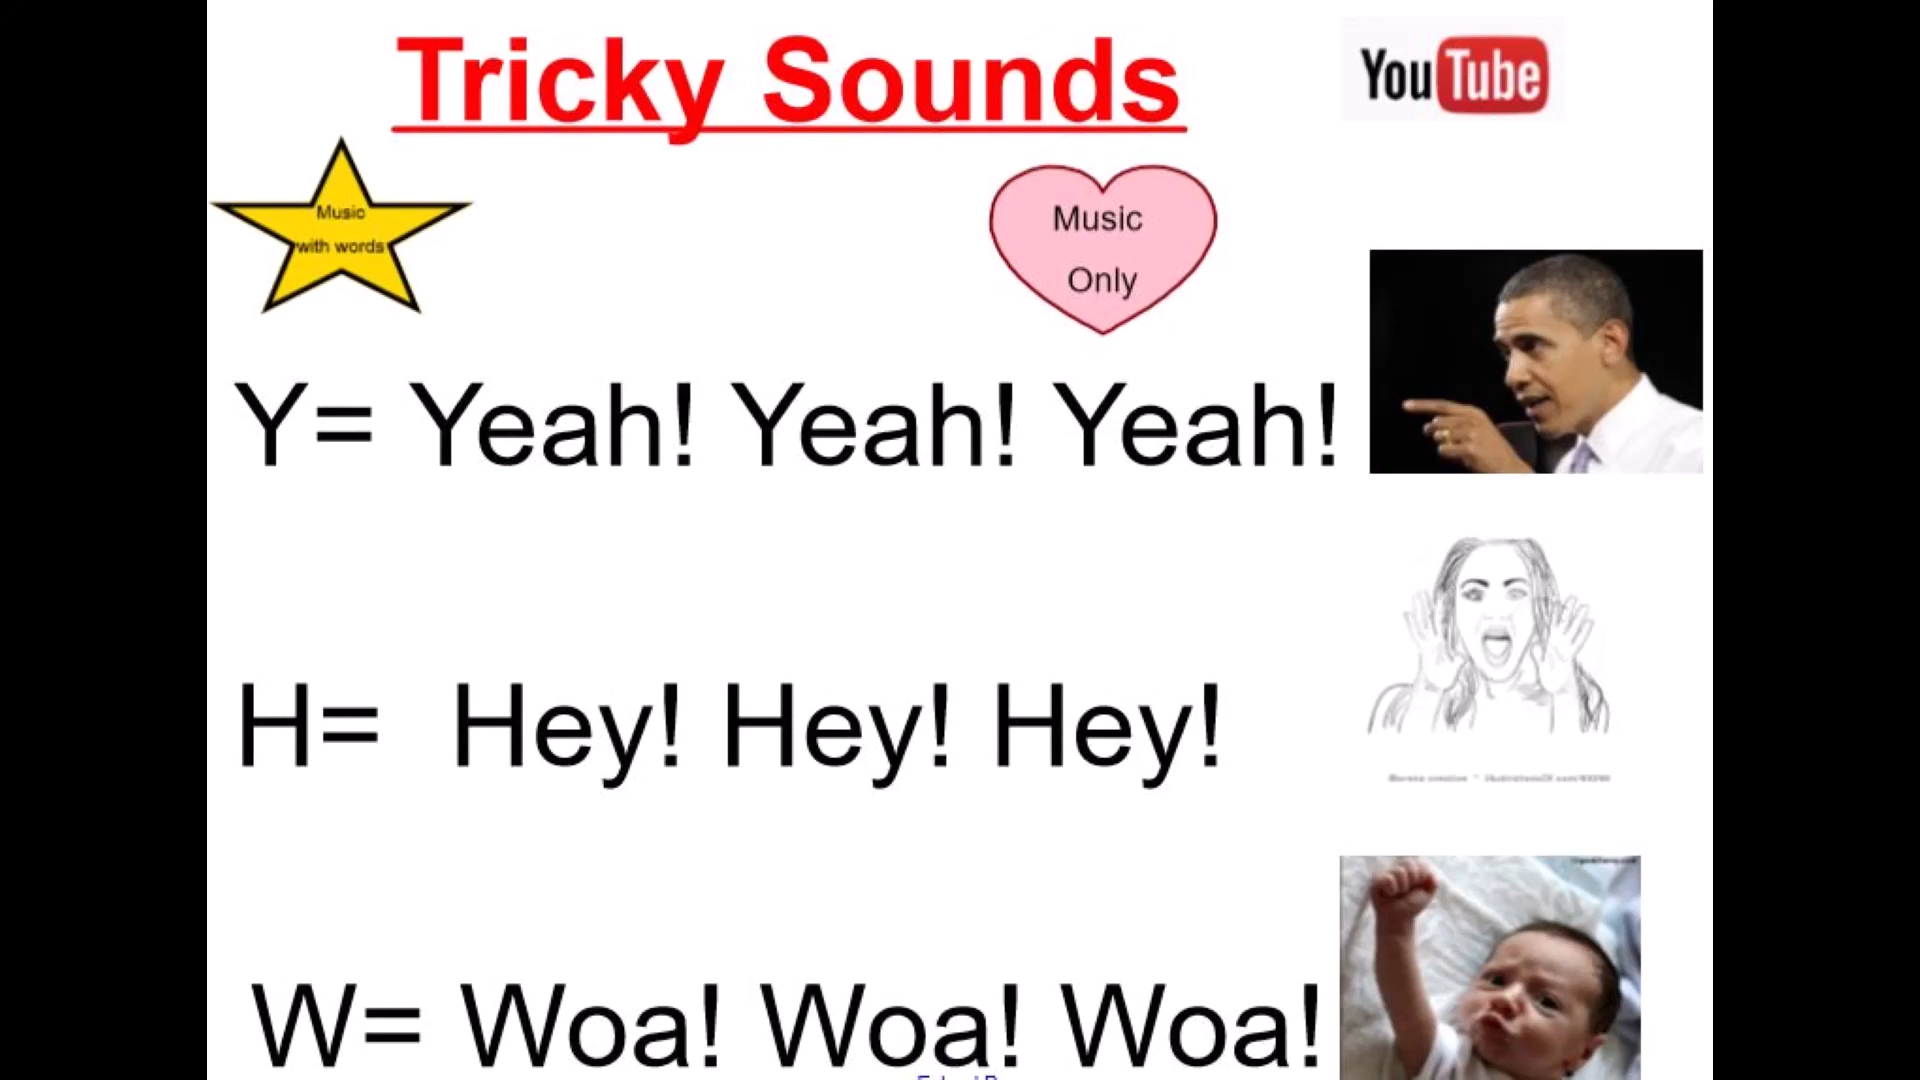 Tricky Sounds
YouTube
Music
with words
Music
Only
Y= Yeah! Yeah! Yeah!
H= Hey! Hey! Hey!
W= Woa! Woa! Woa!